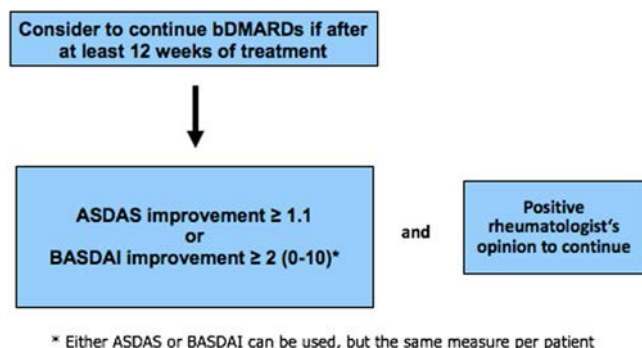 Consider to continue bDMARDs if after
at least 12 weeks of treatment
ASDAS improvement ≥ 1.1
or
BASDAI improvement ≥ 2 (0-10)*
and
Positive
rheumatologist's
opinion to continue
* Either ASDAS or BASDAI can be used, but the same measure per patient